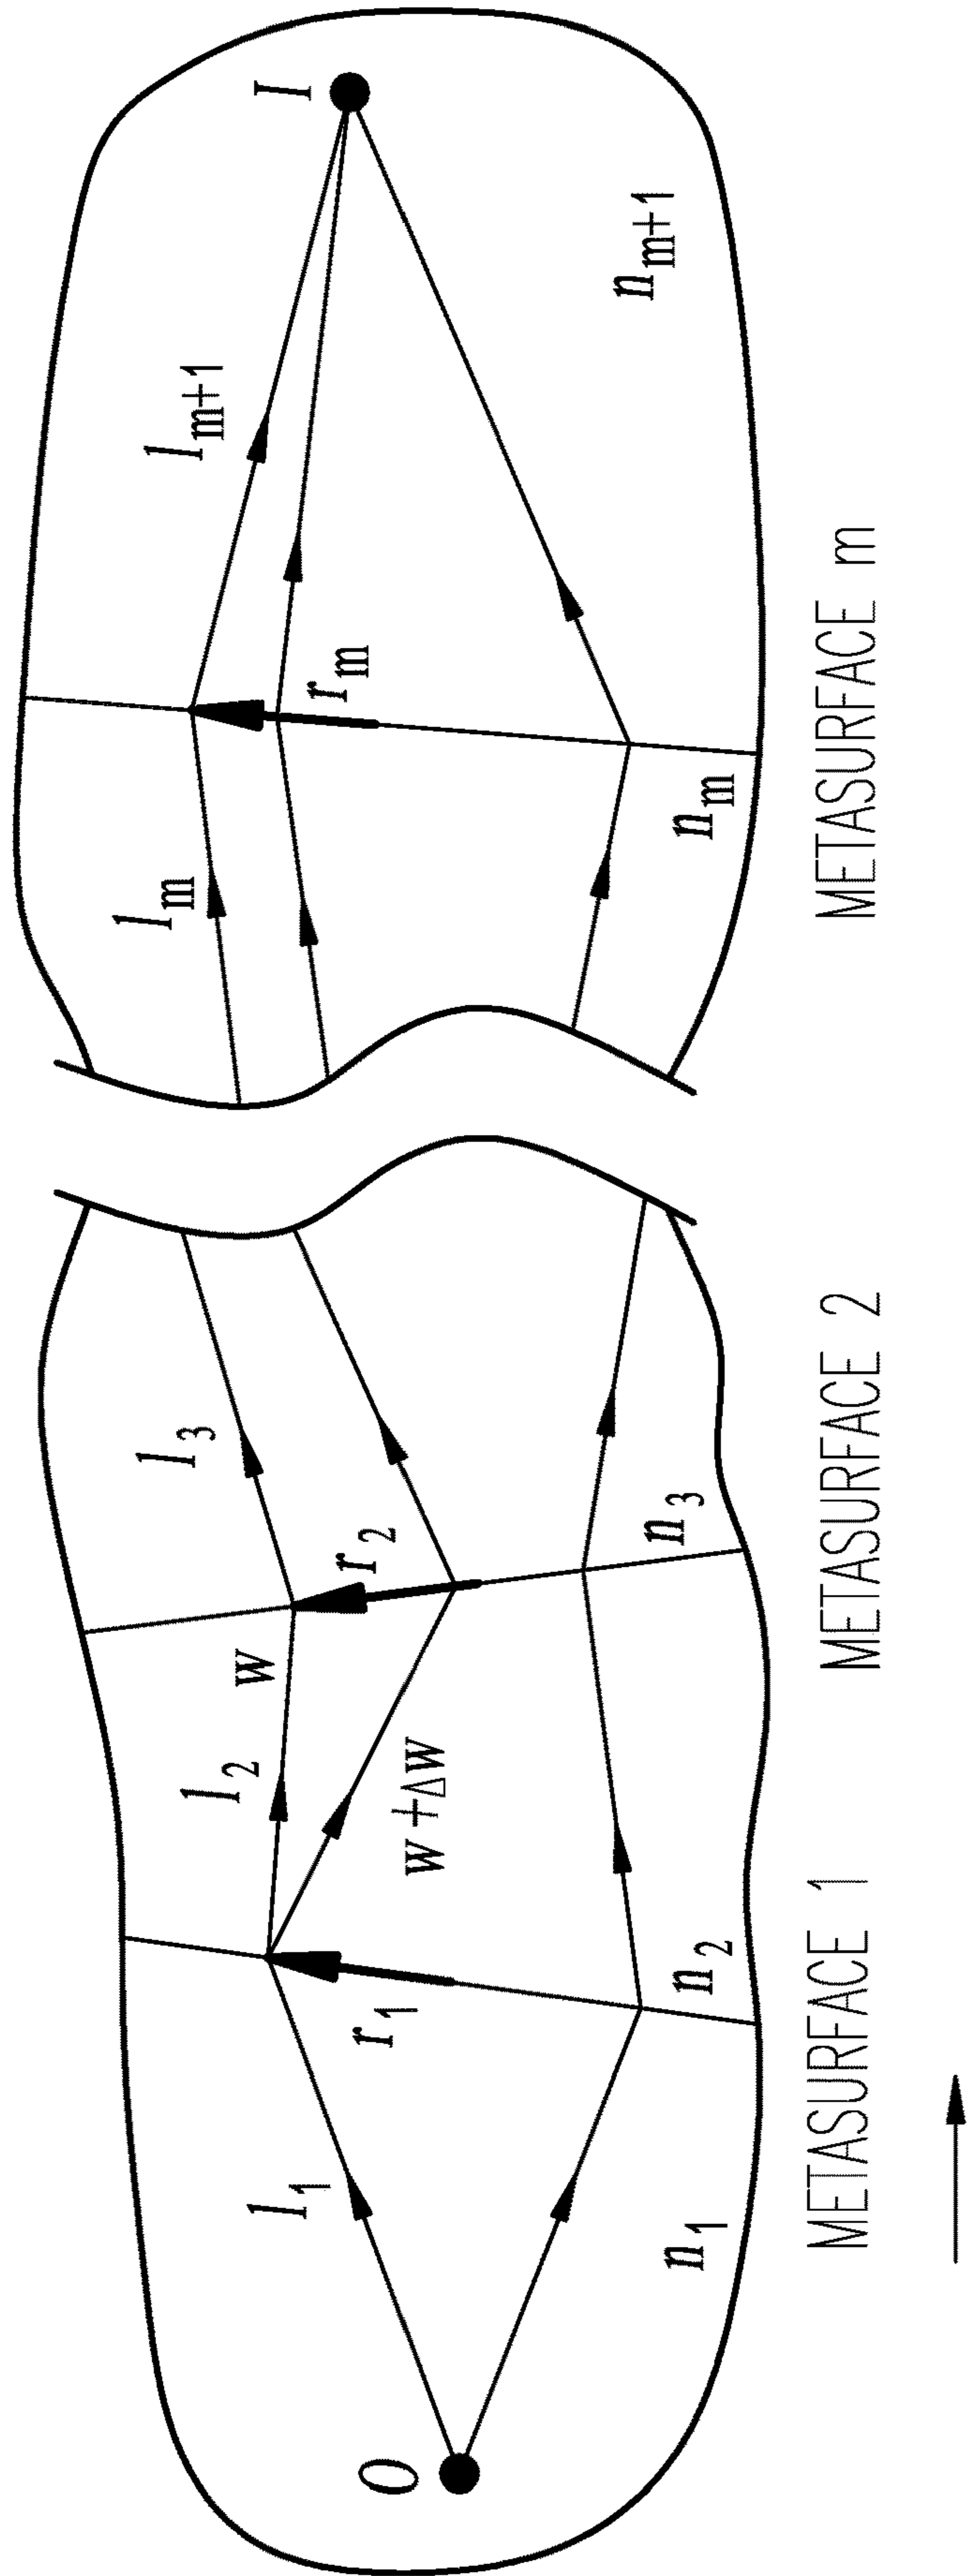 O
l₁
r₁
n₁
n₂
l₂
w
w+Δw
r₂
l₃
n₃
lₘ
rₘ
nₘ
lₘ₊₁
nₘ₊₁
I
METASURFACE 1
METASURFACE 2
METASURFACE m